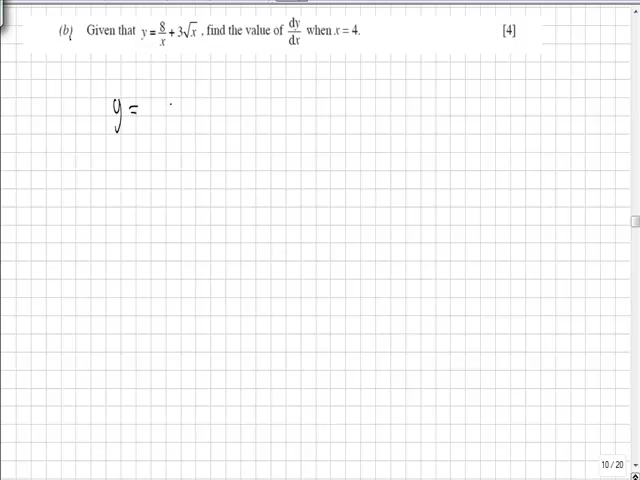 (b) Given that y = 8/x + 3√x , find the value of dy/dx when x = 4. [4]
y =
10 / 20